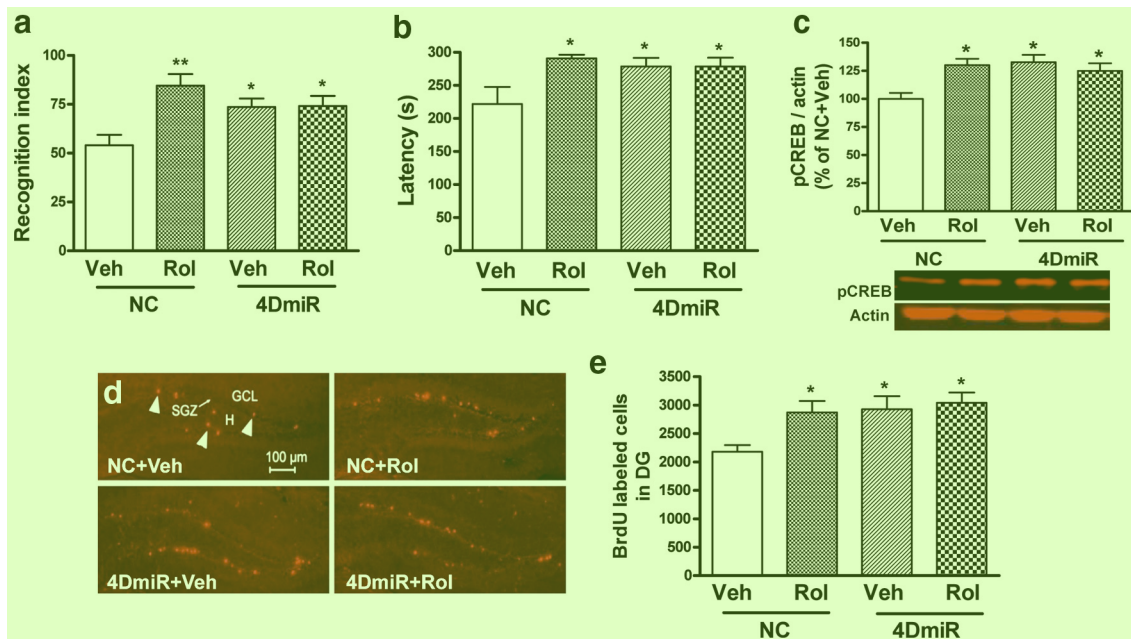 a
Recognition index
100
75
50
25
0
**
*
*
Veh Rol Veh Rol
NC 4DmiR
b
Latency (s)
300
250
200
150
100
50
0
*
*
*
Veh Rol Veh Rol
NC 4DmiR
c
pCREB / actin
(% of NC+Veh)
150
125
100
75
50
25
0
*
*
*
Veh Rol Veh Rol
NC 4DmiR
pCREB
Actin
d
SGZ GCL
H
100 µm
NC+Veh
NC+Rol
4DmiR+Veh
4DmiR+Rol
e
BrdU labeled cells
in DG
3500
3000
2500
2000
1500
1000
500
0
*
*
*
Veh Rol Veh Rol
NC 4DmiR